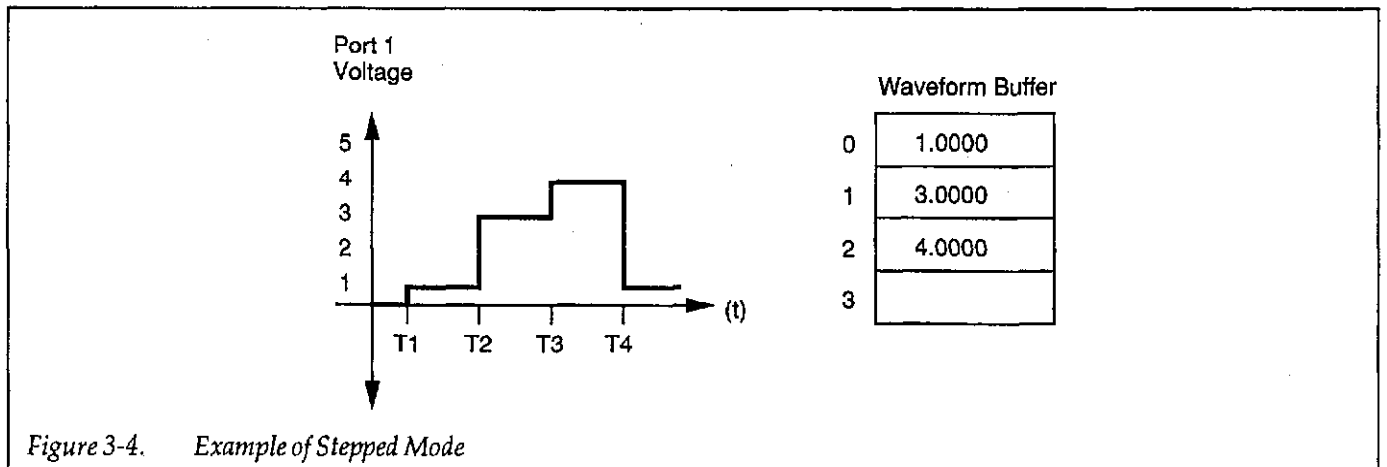 Port 1
Voltage
5
4
3
2
1
T1 T2 T3 T4
(t)
Waveform Buffer
0 1.0000
1 3.0000
2 4.0000
3
Figure 3-4. Example of Stepped Mode